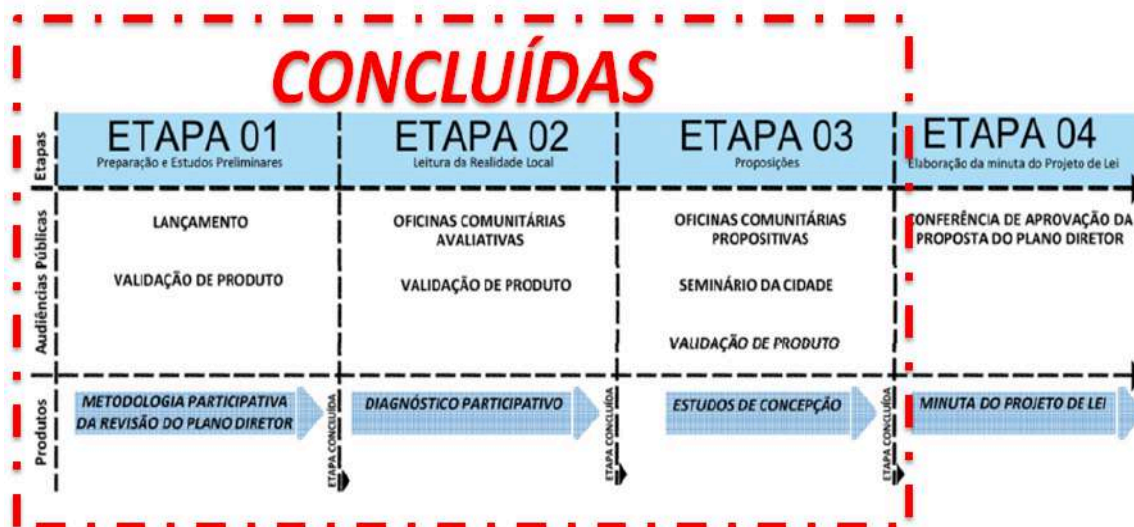 CONCLUÍDAS
Etapas
ETAPA 01
Preparação e Estudos Preliminares
ETAPA 02
Leitura da Realidade Local
ETAPA 03
Proposições
ETAPA 04
Elaboração da minuta do Projeto de Lei
Audiências Públicas
LANÇAMENTO
VALIDAÇÃO DE PRODUTO
OFICINAS COMUNITÁRIAS
AVALIATIVAS
VALIDAÇÃO DE PRODUTO
OFICINAS COMUNITÁRIAS
PROPOSITIVAS
SEMINÁRIO DA CIDADE
VALIDAÇÃO DE PRODUTO
CONFERÊNCIA DE APROVAÇÃO DA
PROPOSTA DO PLANO DIRETOR
Produtos
METODOLOGIA PARTICIPATIVA
DA REVISÃO DO PLANO DIRETOR
ETAPA CONCLUÍDA
DIAGNÓSTICO PARTICIPATIVO
ETAPA CONCLUÍDA
ESTUDOS DE CONCEPÇÃO
ETAPA CONCLUÍDA
MINUTA DO PROJETO DE LEI